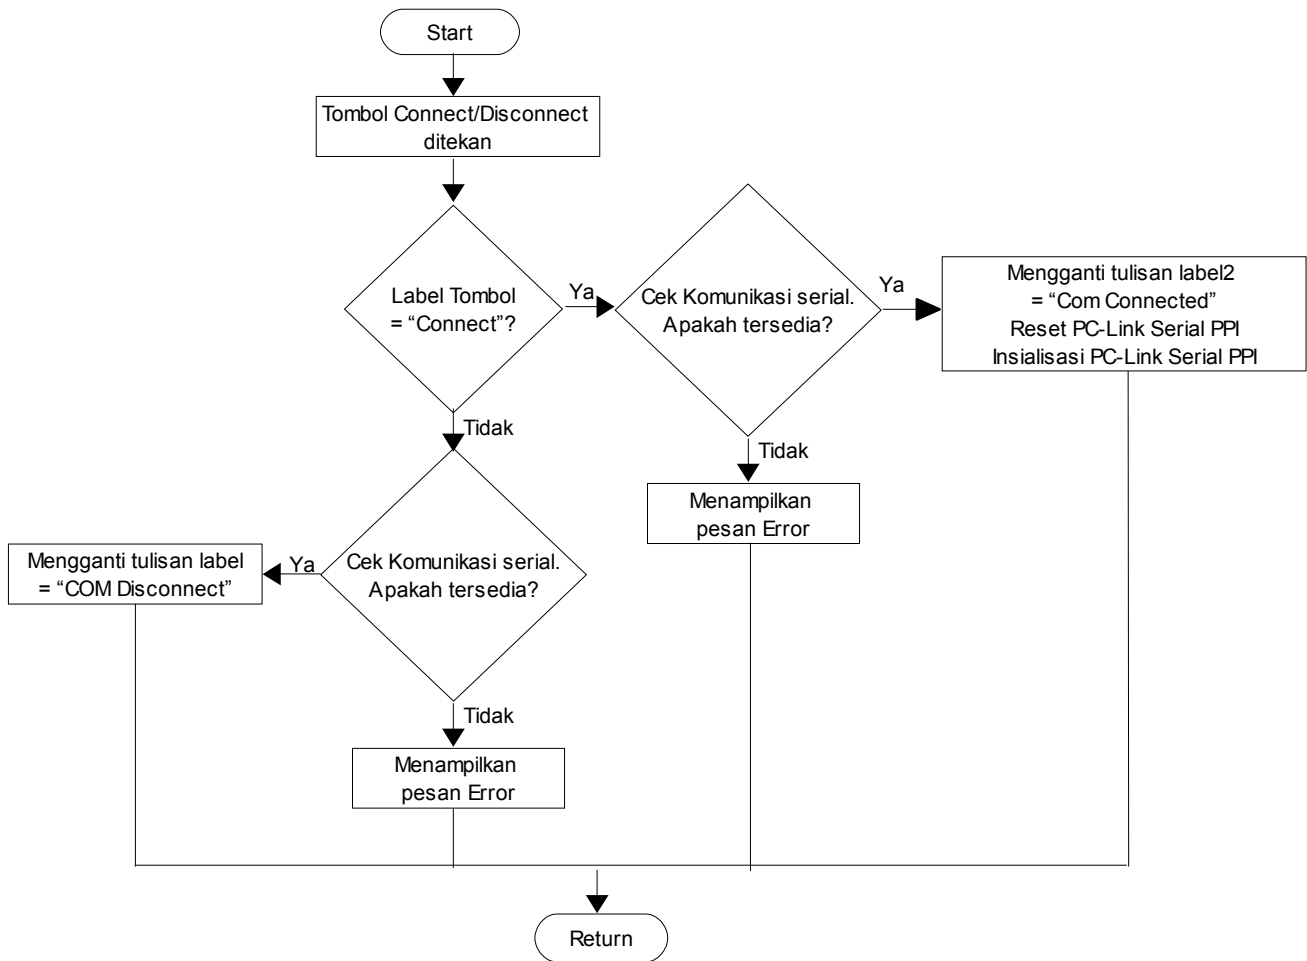 Start
Tombol Connect/Disconnect
ditekan
Label Tombol
= “Connect”?
Ya
Cek Komunikasi serial.
Apakah tersedia?
Ya
Mengganti tulisan label2
= “Com Connected”
Reset PC-Link Serial PPI
Insialisasi PC-Link Serial PPI
Tidak
Tidak
Menampilkan
pesan Error
Cek Komunikasi serial.
Apakah tersedia?
Ya
Mengganti tulisan label
= “COM Disconnect”
Tidak
Menampilkan
pesan Error
Return